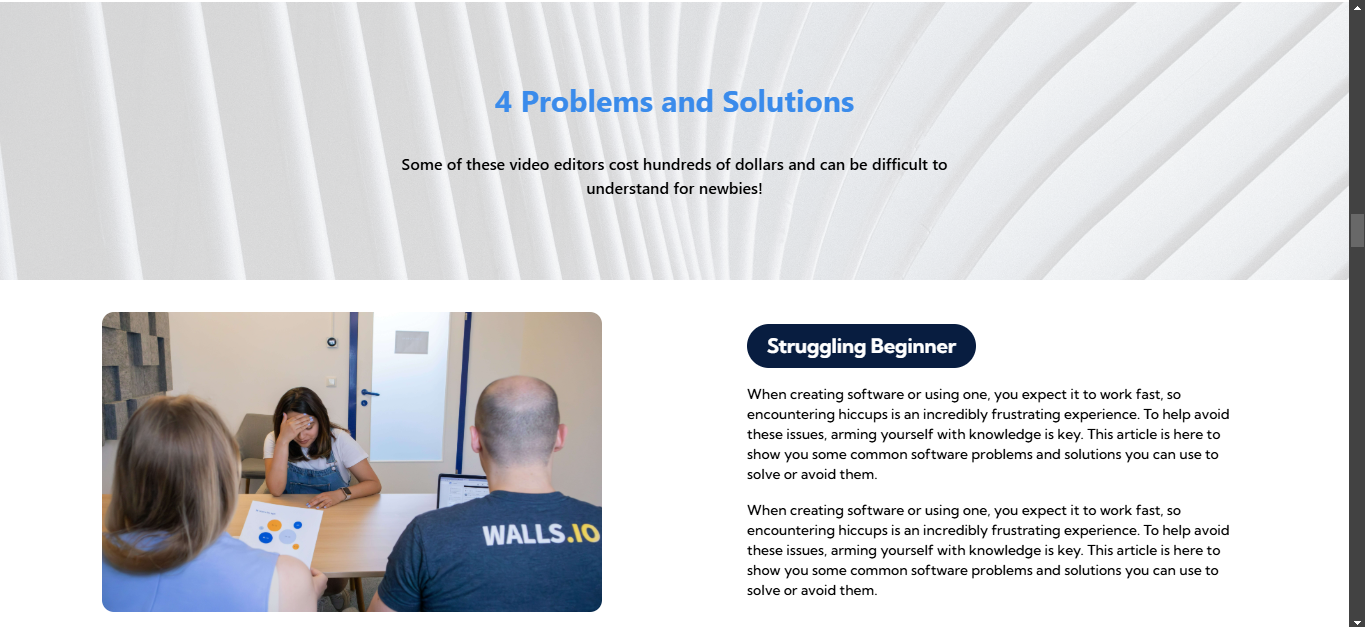 4 Problems and Solutions
Some of these video editors cost hundreds of dollars and can be difficult to
understand for newbies!
WALLS.IO
Struggling Beginner
When creating software or using one, you expect it to work fast, so
encountering hiccups is an incredibly frustrating experience. To help avoid
these issues, arming yourself with knowledge is key. This article is here to
show you some common software problems and solutions you can use to
solve or avoid them.
When creating software or using one, you expect it to work fast, so
encountering hiccups is an incredibly frustrating experience. To help avoid
these issues, arming yourself with knowledge is key. This article is here to
show you some common software problems and solutions you can use to
solve or avoid them.